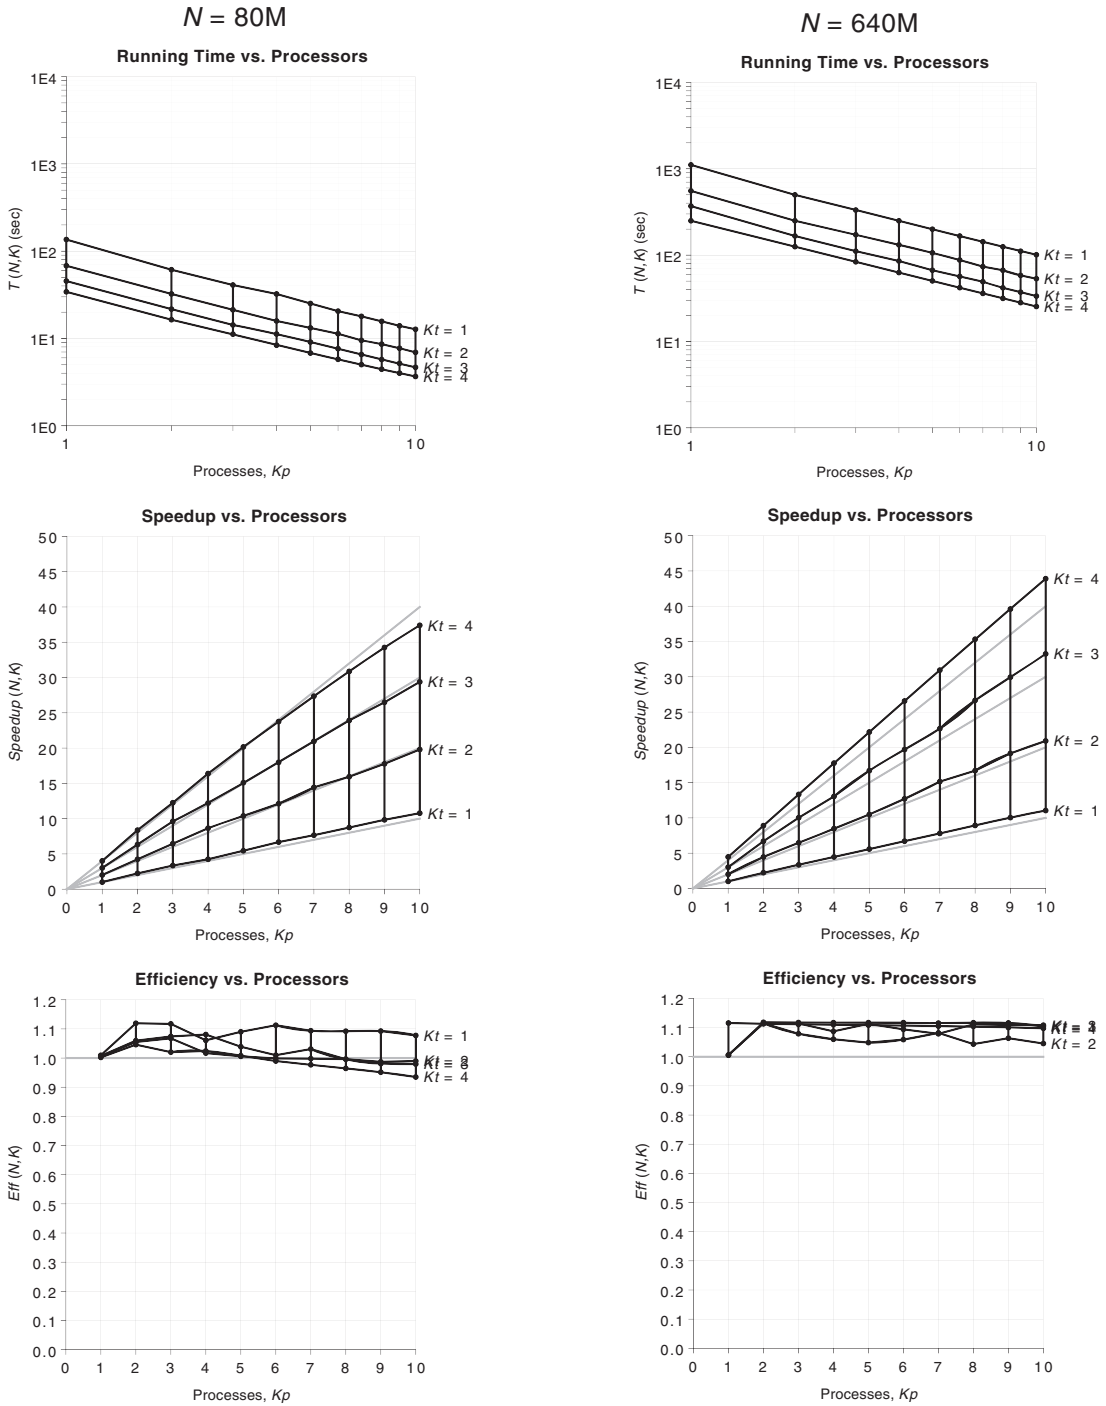 N = 80M
Running Time vs. Processors
1E4
1E3
1E2
1E1
1E0
T (N,K) (sec)
Kt = 1
Kt = 2
Kt = 3
Kt = 4
1 10
Processes, Kp
Speedup vs. Processors
50
45
40
35
30
25
20
15
10
5
0
Speedup (N,K)
Kt = 4
Kt = 3
Kt = 2
Kt = 1
0 1 2 3 4 5 6 7 8 9 10
Processes, Kp
Efficiency vs. Processors
1.2
1.1
1.0
0.9
0.8
0.7
0.6
0.5
0.4
0.3
0.2
0.1
0.0
Eff (N,K)
Kt = 1
Kt = 2
Kt = 3
Kt = 4
0 1 2 3 4 5 6 7 8 9 10
Processes, Kp
N = 640M
Running Time vs. Processors
1E4
1E3
1E2
1E1
1E0
T (N,K) (sec)
Kt = 1
Kt = 2
Kt = 3
Kt = 4
1 10
Processes, Kp
Speedup vs. Processors
50
45
40
35
30
25
20
15
10
5
0
Speedup (N,K)
Kt = 4
Kt = 3
Kt = 2
Kt = 1
0 1 2 3 4 5 6 7 8 9 10
Processes, Kp
Efficiency vs. Processors
1.2
1.1
1.0
0.9
0.8
0.7
0.6
0.5
0.4
0.3
0.2
0.1
0.0
Eff (N,K)
Kt = 3
Kt = 4
Kt = 2
0 1 2 3 4 5 6 7 8 9 10
Processes, Kp